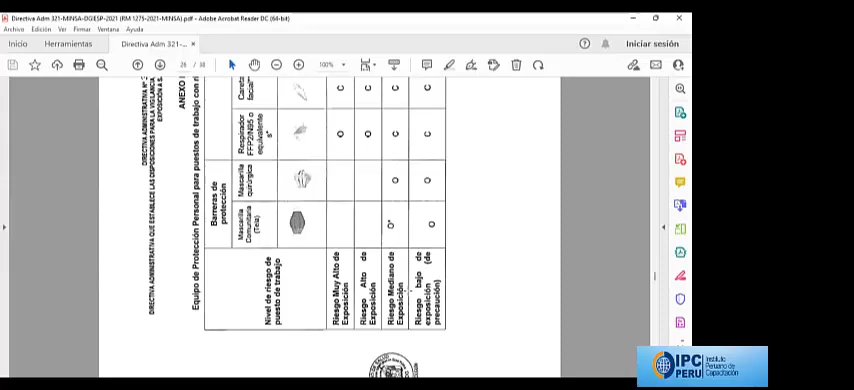 Directiva Adm 321-MINSA-DGIESP-2021 (RM 1275-2021-MINSA).pdf - Adobe Acrobat Reader DC (64-bit)
Archivo Edición Ver Firmar Ventana Ayuda
Inicio Herramientas Directiva Adm 321-... × Iniciar sesión
100%
DIRECTIVA ADMINISTRATIVA N°
DIRECTIVA ADMINISTRATIVA QUE ESTABLECE LAS DISPOSICIONES PARA LA VIGILANCIA
EXPOSICIÓN A S
ANEXO
Equipo de Protección Personal para puestos de trabajo con
Nivel de riesgo de
puesto de trabajo
Barreras de
protección
Mascarilla
Comunitaria
(Tela)
Mascarilla
quirúrgica
Respirador
FFP2/N95 o
equivalente
s*
Careta
facial**
Riesgo Muy Alto de
Exposición
O C
Riesgo Alto de
Exposición
O C
Riesgo Mediano de
Exposición
O* O C C
Riesgo bajo de
exposición (de
precaución)
O O C C
IPC
PERU
Instituto
Peruano de
Capacitación